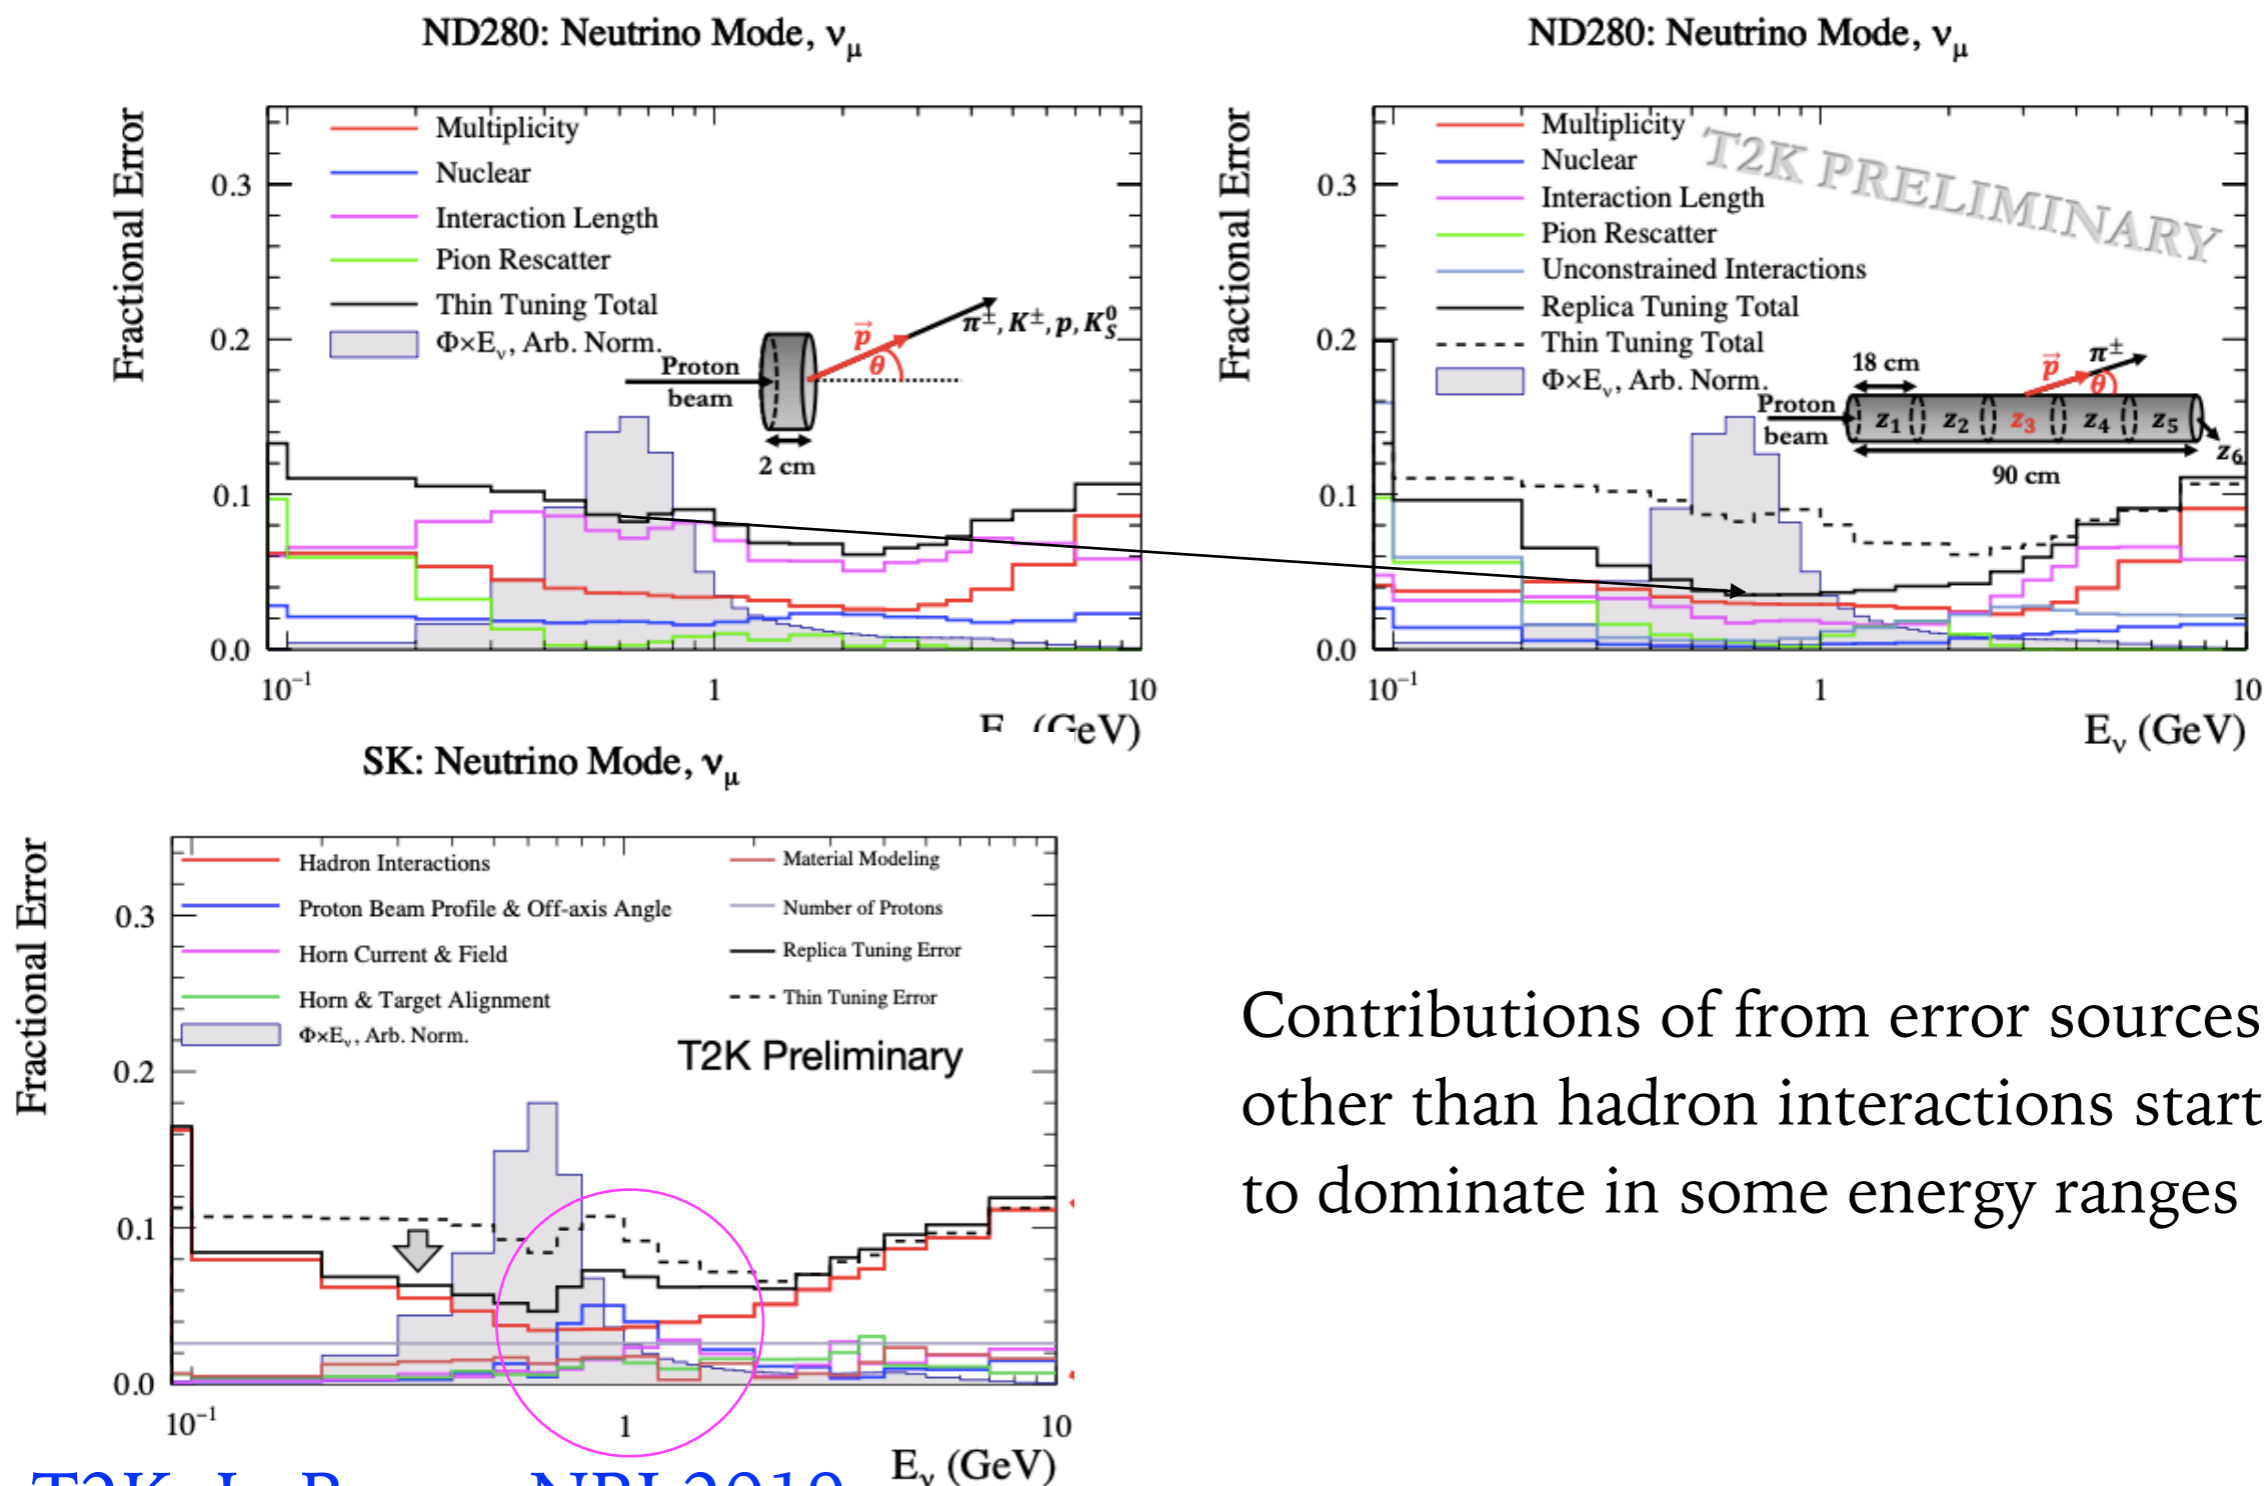 ND280: Neutrino Mode, νμ
Fractional Error
Multiplicity
Nuclear
Interaction Length
Pion Rescatter
Thin Tuning Total
Φ×Eν, Arb. Norm.
0.3
0.2
0.1
0.0
10⁻¹
1
10
Proton
beam
p⃗
θ
π±, K±, p, K⁰S
2 cm
ND280: Neutrino Mode, νμ
Fractional Error
T2K PRELIMINARY
Multiplicity
Nuclear
Interaction Length
Pion Rescatter
Unconstrained Interactions
Replica Tuning Total
Thin Tuning Total
Φ×Eν, Arb. Norm.
0.3
0.2
0.1
0.0
10⁻¹
1
10
Eν (GeV)
Proton
beam
18 cm
p⃗
θ
π±
z1 z2 z3 z4 z5
z6
90 cm
SK: Neutrino Mode, νμ
Fractional Error
Hadron Interactions
Proton Beam Profile & Off-axis Angle
Horn Current & Field
Horn & Target Alignment
Φ×Eν, Arb. Norm.
Material Modeling
Number of Protons
Replica Tuning Error
Thin Tuning Error
T2K Preliminary
0.3
0.2
0.1
0.0
10⁻¹
1
10
Eν (GeV)
Contributions of from error sources
other than hadron interactions start
to dominate in some energy ranges